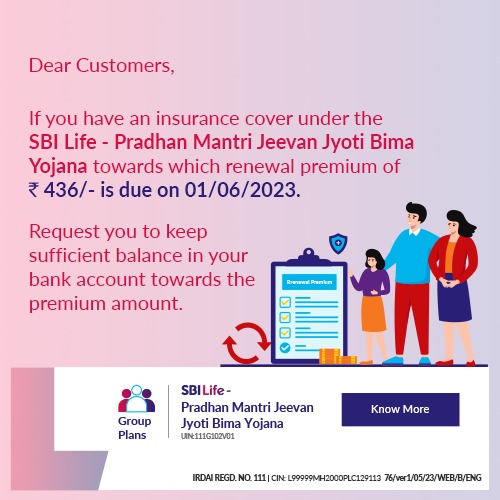 Dear Customers,
If you have an insurance cover under the
SBI Life - Pradhan Mantri Jeevan Jyoti Bima
Yojana towards which renewal premium of
₹ 436/- is due on 01/06/2023.
Request you to keep
sufficient balance in your
bank account towards the
premium amount.
Rrenewal Premium
Group
Plans
SBI Life -
Pradhan Mantri Jeevan
Jyoti Bima Yojana
UIN:111G102V01
Know More
IRDAI REGD. NO. 111 | CIN: L99999MH2000PLC129113 76/ver1/05/23/WEB/B/ENG